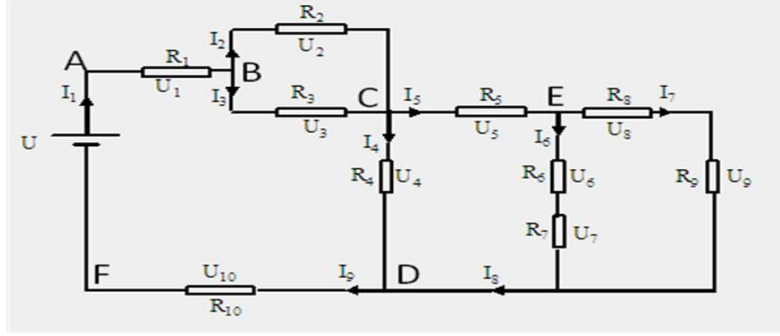 R2
I2 U2
A R1 B
I1 U1 I3 R3 C I5 R5 E R8 I7
U U3 I4 U5 I6 U8
R4 U4 R6 U6 R9 U9
R7 U7
F U10 I9 D I8
R10